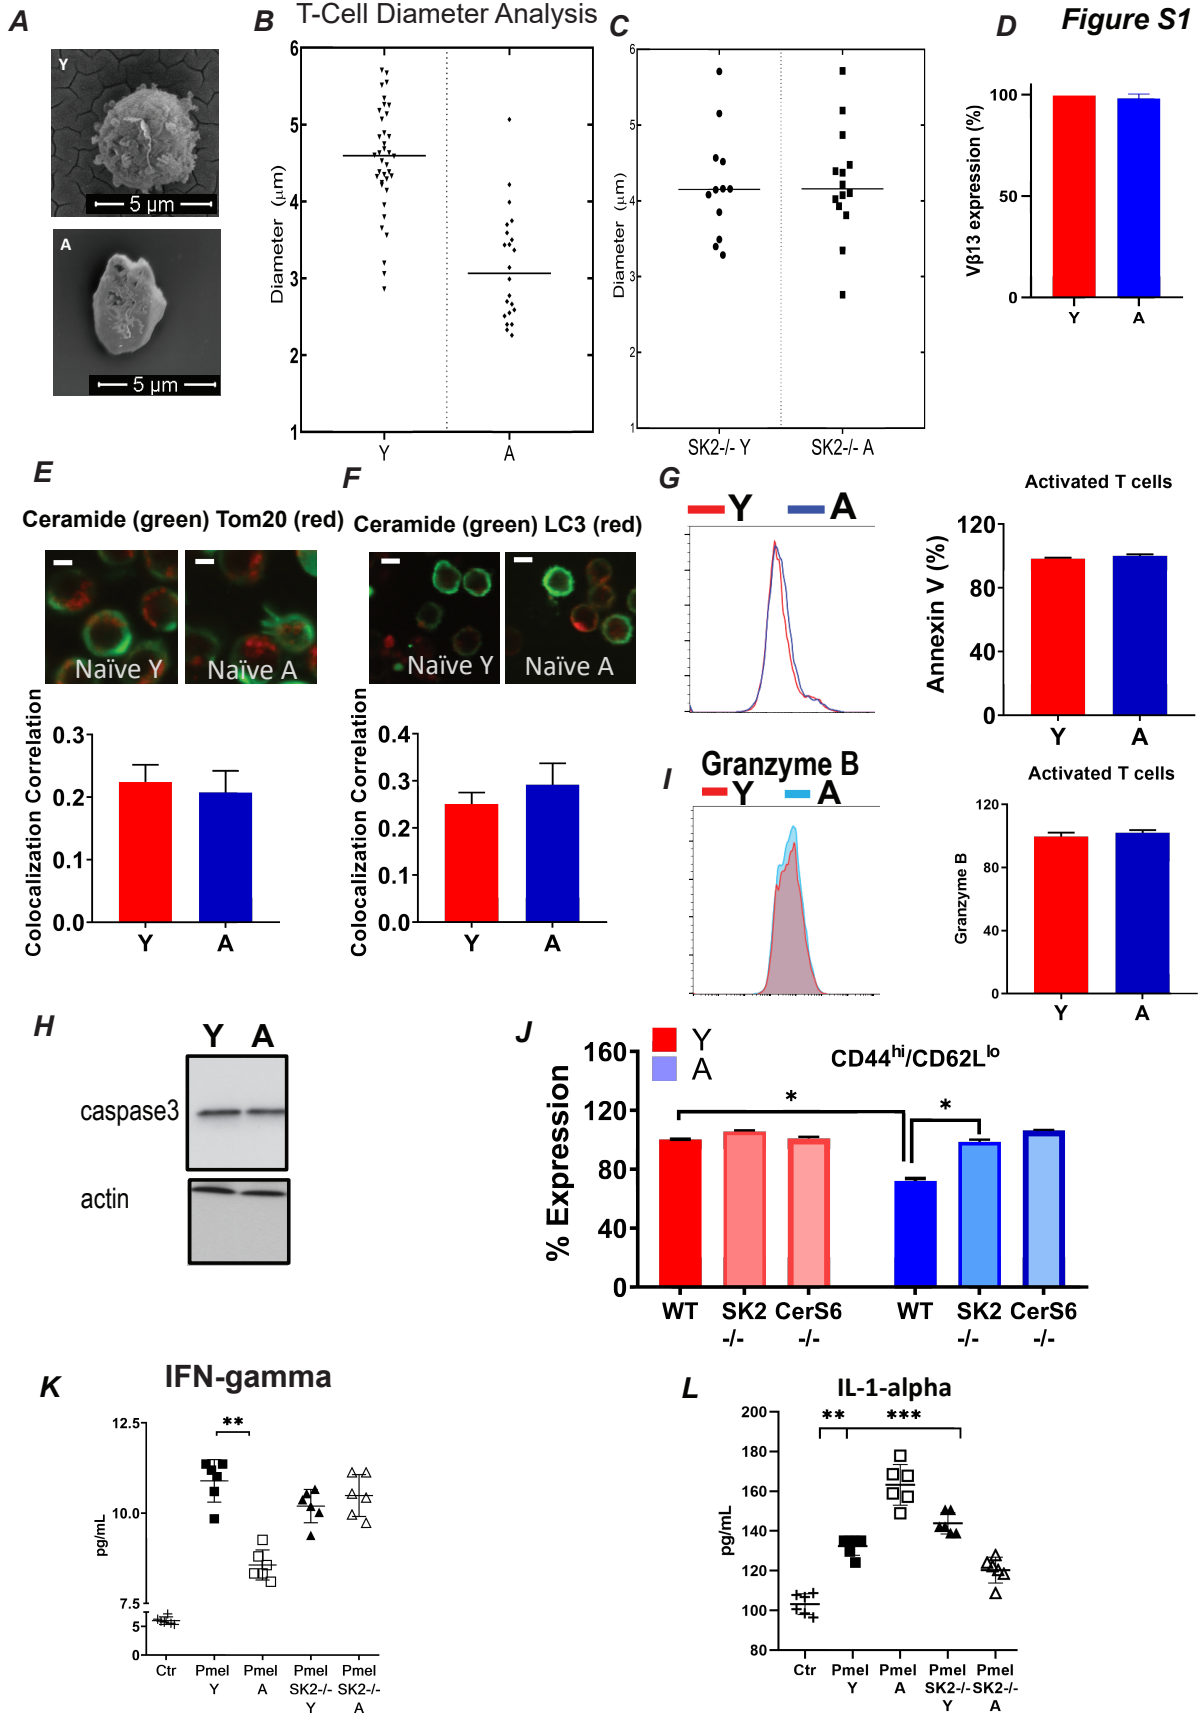 Figure S1
A
Y
5 µm
A
5 µm
T-Cell Diameter Analysis
B
Diameter (µm)
6
5
4
3
2
1
Y A
C
Diameter (µm)
6
5
4
3
2
1
SK2-/- Y SK2-/- A
D
Vβ13 expression (%)
100
50
0
Y A
E
Ceramide (green) Tom20 (red)
Naïve Y Naïve A
Colocalization Correlation
0.3
0.2
0.1
0.0
Y A
F
Ceramide (green) LC3 (red)
Naïve Y Naïve A
Colocalization Correlation
0.4
0.3
0.2
0.1
0.0
Y A
G
Y A
Activated T cells
Annexin V (%)
120
80
40
0
Y A
I
Granzyme B
Y A
Activated T cells
Granzyme B
120
80
40
0
Y A
H
Y A
caspase3
actin
J
Y
A
CD44hi/CD62Llo
% Expression
160
120
80
40
0
* *
WT SK2 CerS6 WT SK2 CerS6
-/- -/- -/- -/-
K
IFN-gamma
pg/mL
12.5
10.0
7.5
5
0
**
Ctr Pmel Pmel Pmel Pmel
Y A SK2-/- SK2-/-
Y A
L
IL-1-alpha
pg/mL
200
180
160
140
120
100
80
** ***
Ctr Pmel Pmel Pmel Pmel
Y A SK2-/- SK2-/-
Y A